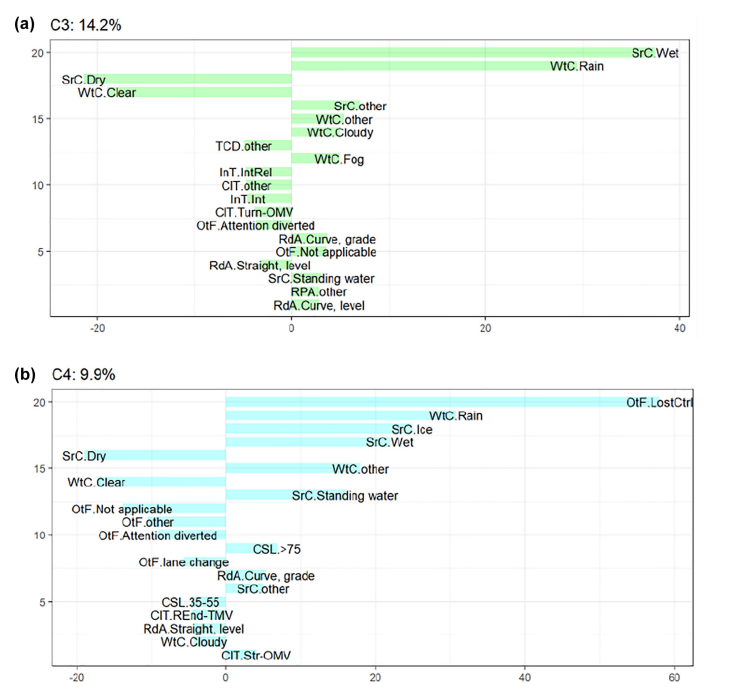 (a) C3: 14.2%
20
SrC.Wet
WtC.Rain
SrC.Dry
WtC.Clear
SrC.other
15
WtC.other
WtC.Cloudy
TCD.other
WtC.Fog
InT.IntRel
10
CIT.other
InT.Int
CIT.Turn-OMV
OtF.Attention diverted
RdA.Curve, grade
5
OtF.Not applicable
RdA.Straight, level
SrC.Standing water
RPA.other
RdA.Curve, level
-20 0 20 40
(b) C4: 9.9%
20
OtF.LostCtrl
WtC.Rain
SrC.Ice
SrC.Wet
SrC.Dry
15
WtC.other
WtC.Clear
SrC.Standing water
OtF.Not applicable
OtF.other
10
OtF.Attention diverted
CSL.>75
OtF.lane change
RdA.Curve, grade
SrC.other
5
CSL.35-55
CIT.REnd-TMV
RdA.Straight, level
WtC.Cloudy
CIT.Str-OMV
-20 0 20 40 60